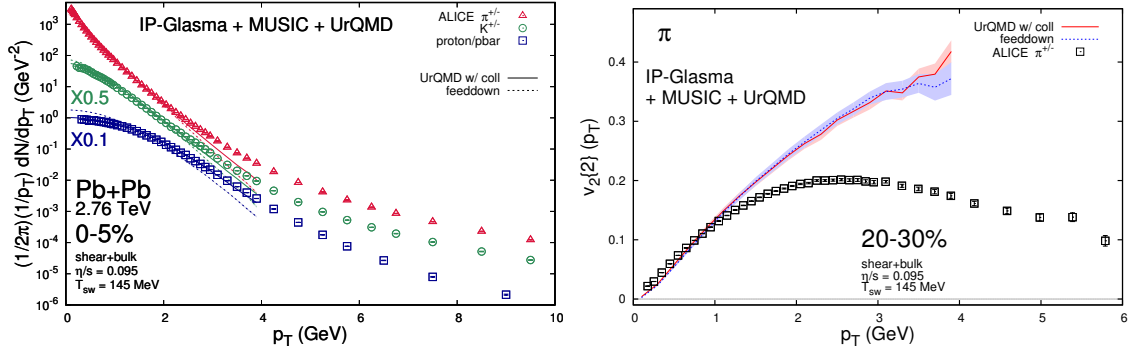 IP-Glasma + MUSIC + UrQMD
ALICE π+/-
K+/-
proton/pbar
UrQMD w/ coll
feeddown
X0.5
X0.1
Pb+Pb
2.76 TeV
0-5%
shear+bulk
η/s = 0.095
Tsw = 145 MeV
(1/2π)(1/pT) dN/dpT (GeV-2)
103
102
101
100
10-1
10-2
10-3
10-4
10-5
10-6
0 2 4 6 8 10
pT (GeV)
π
UrQMD w/ coll
feeddown
ALICE π+/-
IP-Glasma
+ MUSIC + UrQMD
20-30%
shear+bulk
η/s = 0.095
Tsw = 145 MeV
v2{2} (pT)
0.4
0.3
0.2
0.1
0
0 1 2 3 4 5 6
pT (GeV)